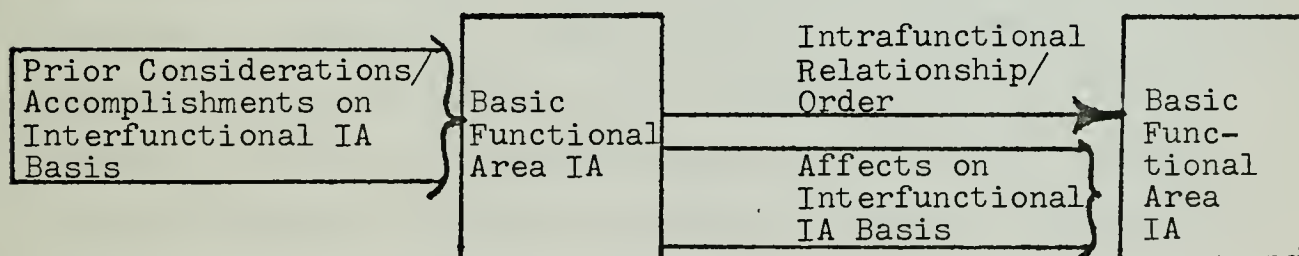 Prior Considerations/
Accomplishments on
Interfunctional IA
Basis
Basic
Functional
Area IA
Intrafunctional
Relationship/
Order
Affects on
Interfunctional
IA Basis
Basic
Func-
tional
Area
IA